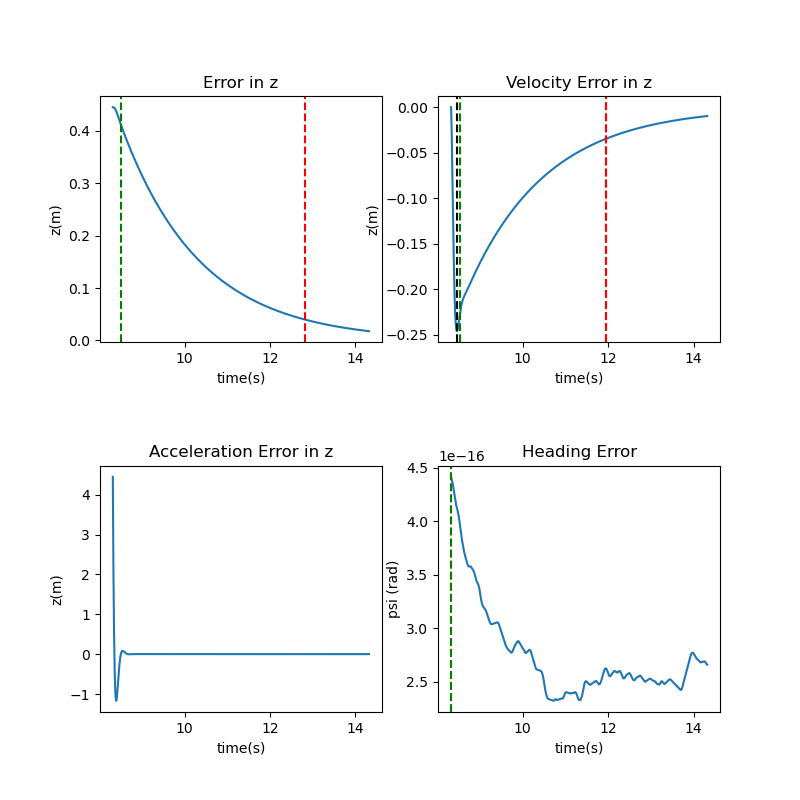 Error in z
z(m)
0.4
0.3
0.2
0.1
0.0
10 12 14
time(s)
Velocity Error in z
z(m)
0.00
−0.05
−0.10
−0.15
−0.20
−0.25
10 12 14
time(s)
Acceleration Error in z
z(m)
4
3
2
1
0
−1
10 12 14
time(s)
Heading Error
1e−16
psi (rad)
4.5
4.0
3.5
3.0
2.5
10 12 14
time(s)